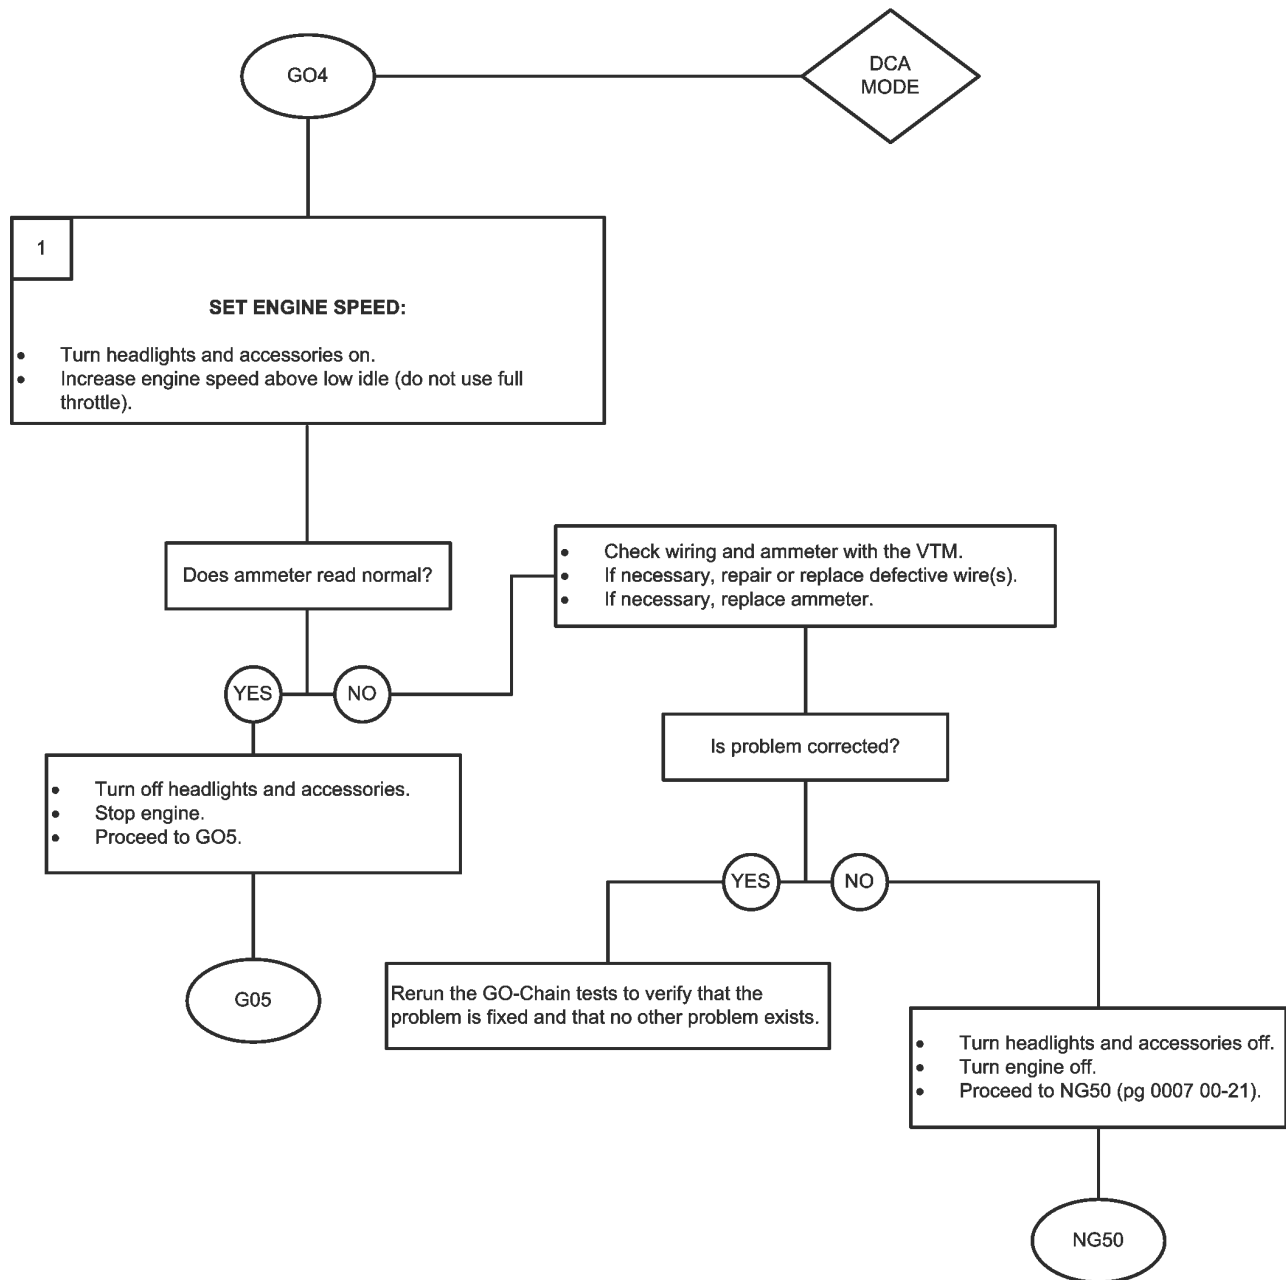 GO4
DCA
MODE
1
SET ENGINE SPEED:
• Turn headlights and accessories on.
• Increase engine speed above low idle (do not use full
throttle).
Does ammeter read normal?
• Check wiring and ammeter with the VTM.
• If necessary, repair or replace defective wire(s).
• If necessary, replace ammeter.
YES
NO
Is problem corrected?
• Turn off headlights and accessories.
• Stop engine.
• Proceed to GO5.
YES
NO
G05
Rerun the GO-Chain tests to verify that the
problem is fixed and that no other problem exists.
• Turn headlights and accessories off.
• Turn engine off.
• Proceed to NG50 (pg 0007 00-21).
NG50